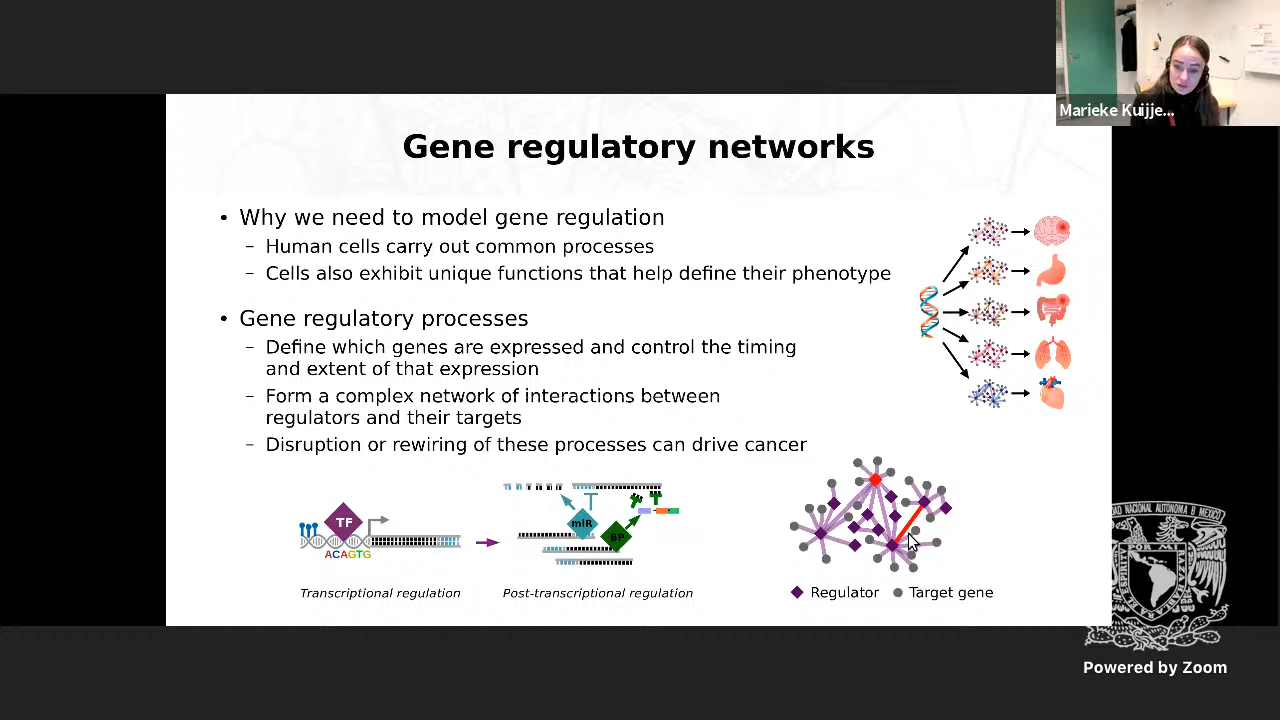 Marieke Kuijje...
Gene regulatory networks
• Why we need to model gene regulation
– Human cells carry out common processes
– Cells also exhibit unique functions that help define their phenotype
• Gene regulatory processes
– Define which genes are expressed and control the timing
and extent of that expression
– Form a complex network of interactions between
regulators and their targets
– Disruption or rewiring of these processes can drive cancer
TF
ACAGTG
miR
BP
Transcriptional regulation
Post-transcriptional regulation
Regulator
Target gene
Powered by Zoom